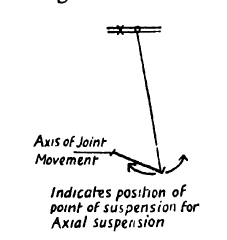 Axis of Joint
Movement
Indicates position of
point of suspension for
Axial suspension